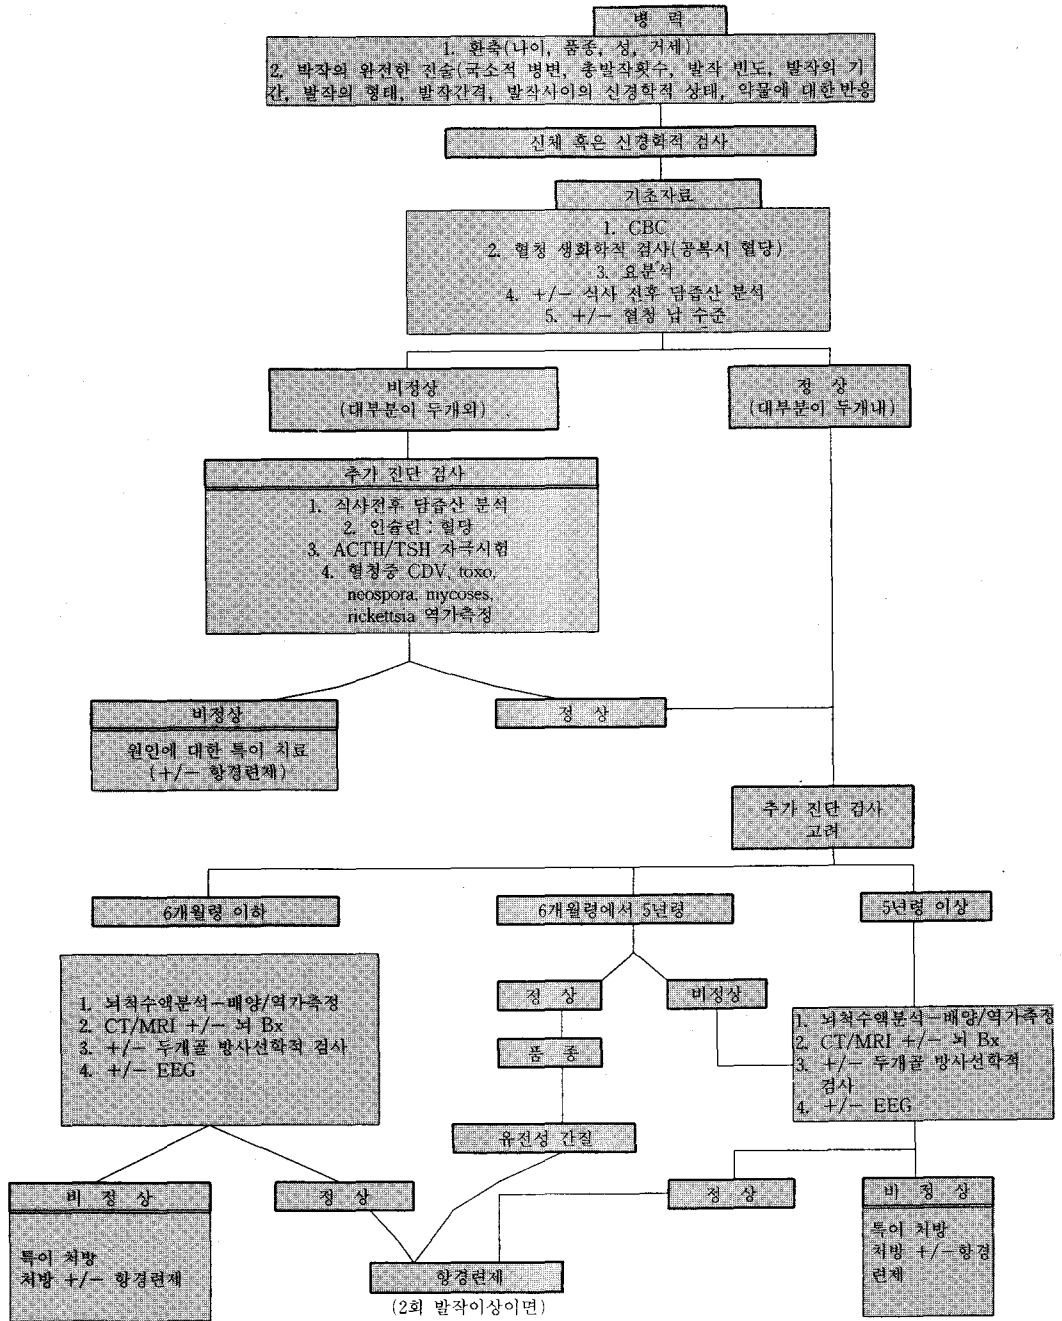 병 력
1. 환축(나이, 품종, 성, 거세)
2. 박작의 완전한 진술(국소적 병변, 총발작횟수, 발작 빈도, 발작의 기
간, 발작의 형태, 발작간격, 발작사이의 신경학적 상태, 약물에 대한반응
신체 혹은 신경학적 검사
기초자료
1. CBC
2. 혈청 생화학적 검사(공복시 혈당)
3. 요분석
4. +/- 식사 전후 담즙산 분석
5. +/- 혈청 납 수준
비정상
(대부분이 두개외)
정 상
(대부분이 두개내)
추가 진단 검사
1. 식사전후 담즙산 분석
2. 인슐린 : 혈당
3. ACTH/TSH 자극시험
4. 혈청중 CDV, toxo,
neospora, mycoses,
rickettsia 역가측정
비정상
원인에 대한 특이 치료
(+/- 항경련제)
정 상
추가 진단 검사
고려
6개월령 이하
6개월령에서 5년령
5년령 이상
1. 뇌척수액분석-배양/역가측정
2. CT/MRI +/- 뇌 Bx
3. +/- 두개골 방사선학적 검사
4. +/- EEG
정 상
비정상
품 종
1. 뇌척수액분석-배양/역가측정
2. CT/MRI +/- 뇌 Bx
3. +/- 두개골 방사선학적
검사
4. +/- EEG
유전성 간질
비 정 상
특이 처방
처방 +/- 항경련제
정 상
정 상
비 정 상
특이 처방
처방 +/-항경
련제
항경련제
(2회 발작이상이면)